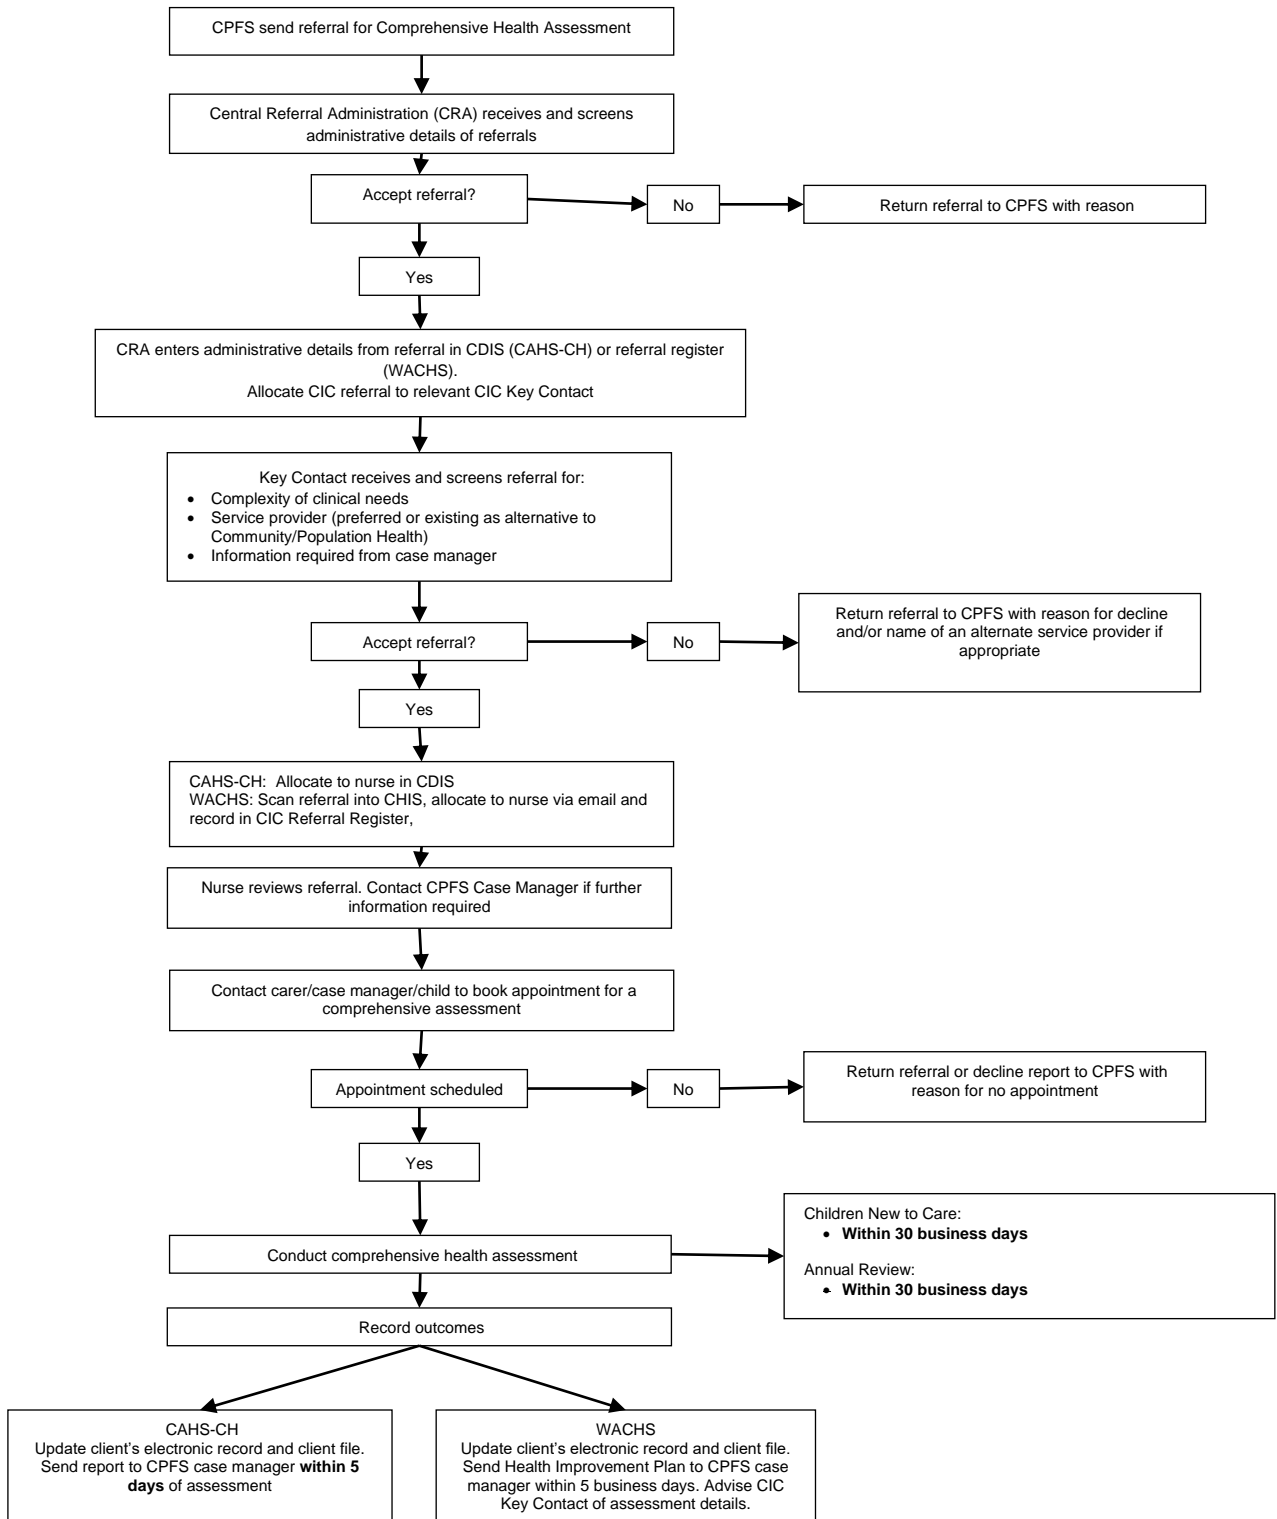 CPFS send referral for Comprehensive Health Assessment
Central Referral Administration (CRA) receives and screens
administrative details of referrals
Accept referral?
No
Return referral to CPFS with reason
Yes
CRA enters administrative details from referral in CDIS (CAHS-CH) or referral register
(WACHS).
Allocate CIC referral to relevant CIC Key Contact
Key Contact receives and screens referral for:
• Complexity of clinical needs
• Service provider (preferred or existing as alternative to
Community/Population Health)
• Information required from case manager
Accept referral?
No
Return referral to CPFS with reason for decline
and/or name of an alternate service provider if
appropriate
Yes
CAHS-CH: Allocate to nurse in CDIS
WACHS: Scan referral into CHIS, allocate to nurse via email and
record in CIC Referral Register,
Nurse reviews referral. Contact CPFS Case Manager if further
information required
Contact carer/case manager/child to book appointment for a
comprehensive assessment
Appointment scheduled
No
Return referral or decline report to CPFS with
reason for no appointment
Yes
Conduct comprehensive health assessment
Children New to Care:
• Within 30 business days
Annual Review:
• Within 30 business days
Record outcomes
CAHS-CH
Update client's electronic record and client file.
Send report to CPFS case manager within 5
days of assessment
WACHS
Update client's electronic record and client file.
Send Health Improvement Plan to CPFS case
manager within 5 business days. Advise CIC
Key Contact of assessment details.